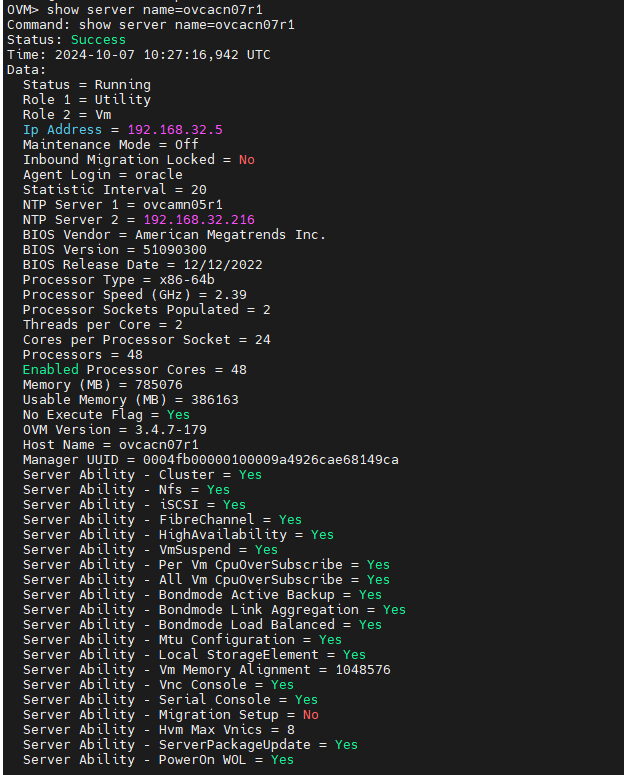 OVM> show server name=ovcacn07r1
Command: show server name=ovcacn07r1
Status: Success
Time: 2024-10-07 10:27:16,942 UTC
Data:
Status = Running
Role 1 = Utility
Role 2 = Vm
Ip Address = 192.168.32.5
Maintenance Mode = Off
Inbound Migration Locked = No
Agent Login = oracle
Statistic Interval = 20
NTP Server 1 = ovcamn05r1
NTP Server 2 = 192.168.32.216
BIOS Vendor = American Megatrends Inc.
BIOS Version = 51090300
BIOS Release Date = 12/12/2022
Processor Type = x86-64b
Processor Speed (GHz) = 2.39
Processor Sockets Populated = 2
Threads per Core = 2
Cores per Processor Socket = 24
Processors = 48
Enabled Processor Cores = 48
Memory (MB) = 785076
Usable Memory (MB) = 386163
No Execute Flag = Yes
OVM Version = 3.4.7-179
Host Name = ovcacn07r1
Manager UUID = 0004fb00000100009a4926cae68149ca
Server Ability - Cluster = Yes
Server Ability - Nfs = Yes
Server Ability - iSCSI = Yes
Server Ability - FibreChannel = Yes
Server Ability - HighAvailability = Yes
Server Ability - VmSuspend = Yes
Server Ability - Per Vm CpuOverSubscribe = Yes
Server Ability - All Vm CpuOverSubscribe = Yes
Server Ability - Bondmode Active Backup = Yes
Server Ability - Bondmode Link Aggregation = Yes
Server Ability - Bondmode Load Balanced = Yes
Server Ability - Mtu Configuration = Yes
Server Ability - Local StorageElement = Yes
Server Ability - Vm Memory Alignment = 1048576
Server Ability - Vnc Console = Yes
Server Ability - Serial Console = Yes
Server Ability - Migration Setup = No
Server Ability - Hvm Max Vnics = 8
Server Ability - ServerPackageUpdate = Yes
Server Ability - PowerOn WOL = Yes